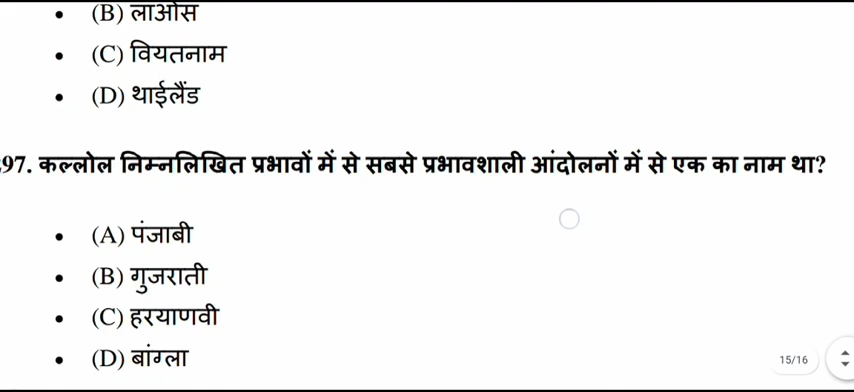 (B) लाओस
(C) वियतनाम
(D) थाईलैंड
97. कल्लोल निम्नलिखित प्रभावों में से सबसे प्रभावशाली आंदोलनों में से एक का नाम था?
(A) पंजाबी
(B) गुजराती
(C) हरयाणवी
(D) बांग्ला
15/16